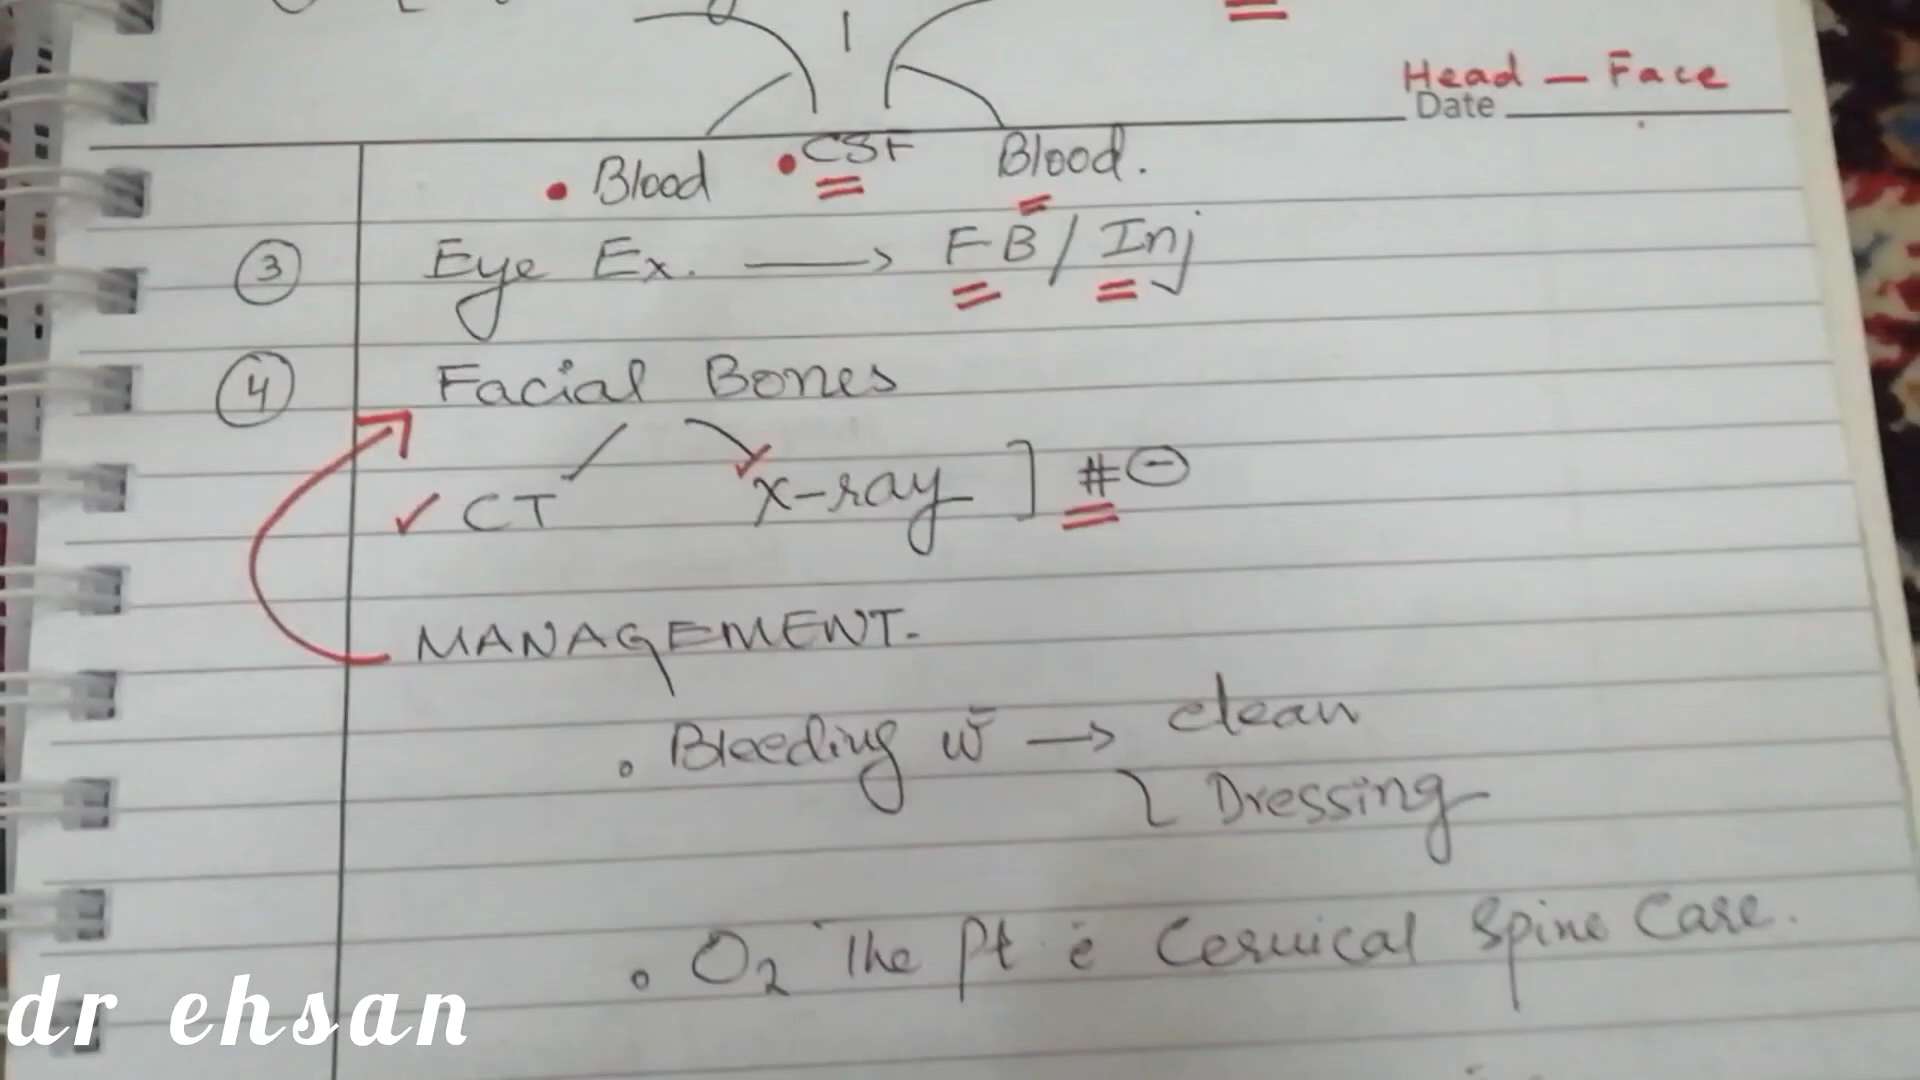 Head — Face
Date
• Blood • CSF Blood.
③ Eye Ex. → FB / Inj
④ Facial Bones
✓ CT X-ray ] # ⊖
MANAGEMENT.
• Bleeding w̄ → clean
Dressing
• O2 The Pt c̄ Cervical Spine Care.
dr ehsan